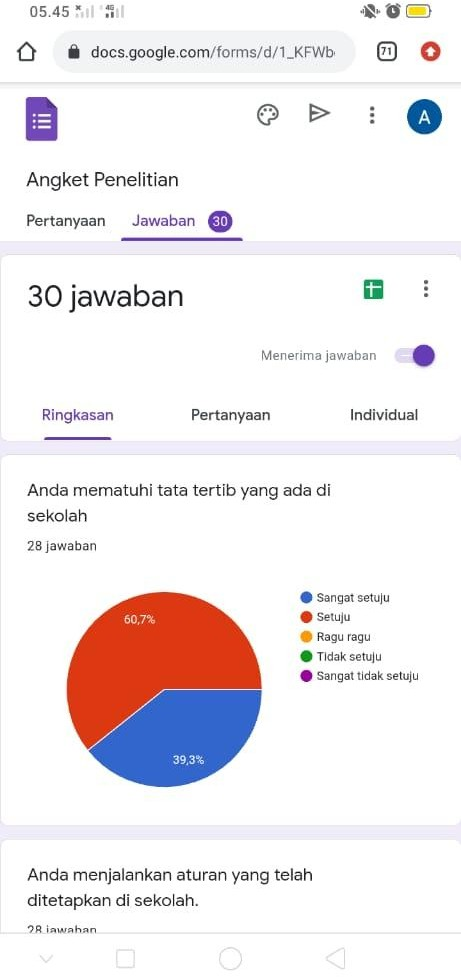 05.45 4G
docs.google.com/forms/d/1_KFWb
71
A
Angket Penelitian
Pertanyaan Jawaban 30
30 jawaban
Menerima jawaban
Ringkasan Pertanyaan Individual
Anda mematuhi tata tertib yang ada di
sekolah
28 jawaban
60,7%
39,3%
Sangat setuju
Setuju
Ragu ragu
Tidak setuju
Sangat tidak setuju
Anda menjalankan aturan yang telah
ditetapkan di sekolah.
28 jawaban